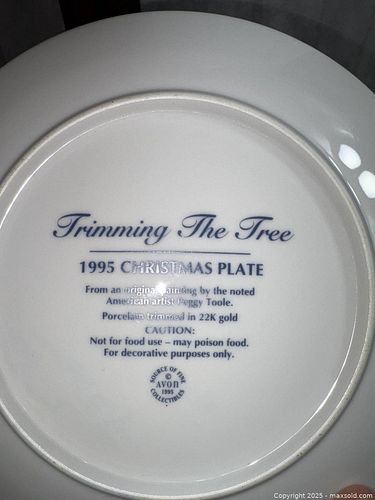 Trimming The Tree
1995 CHRISTMAS PLATE
From an original painting by the noted
American artist Peggy Toole.
Porcelain trimmed in 22K gold
CAUTION:
Not for food use – may poison food.
For decorative purposes only.
SOURCE OF FINE
©
AVON
1995
COLLECTIBLES
Copyright 2025 - maxsold.com